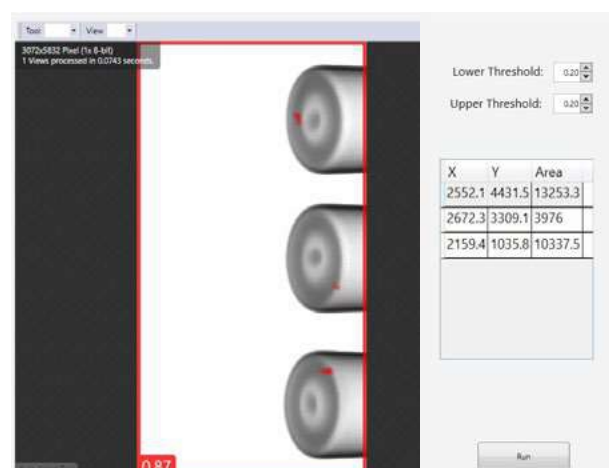 Tool View
3072x5832 Pixel (1x 8-bit)
1 Views processed in 0.0743 seconds.
Lower Threshold: 0.20
Upper Threshold: 0.20
X Y Area
2552.1 4431.5 13253.3
2672.3 3309.1 3976
2159.4 1035.8 10337.5
0.87
Run